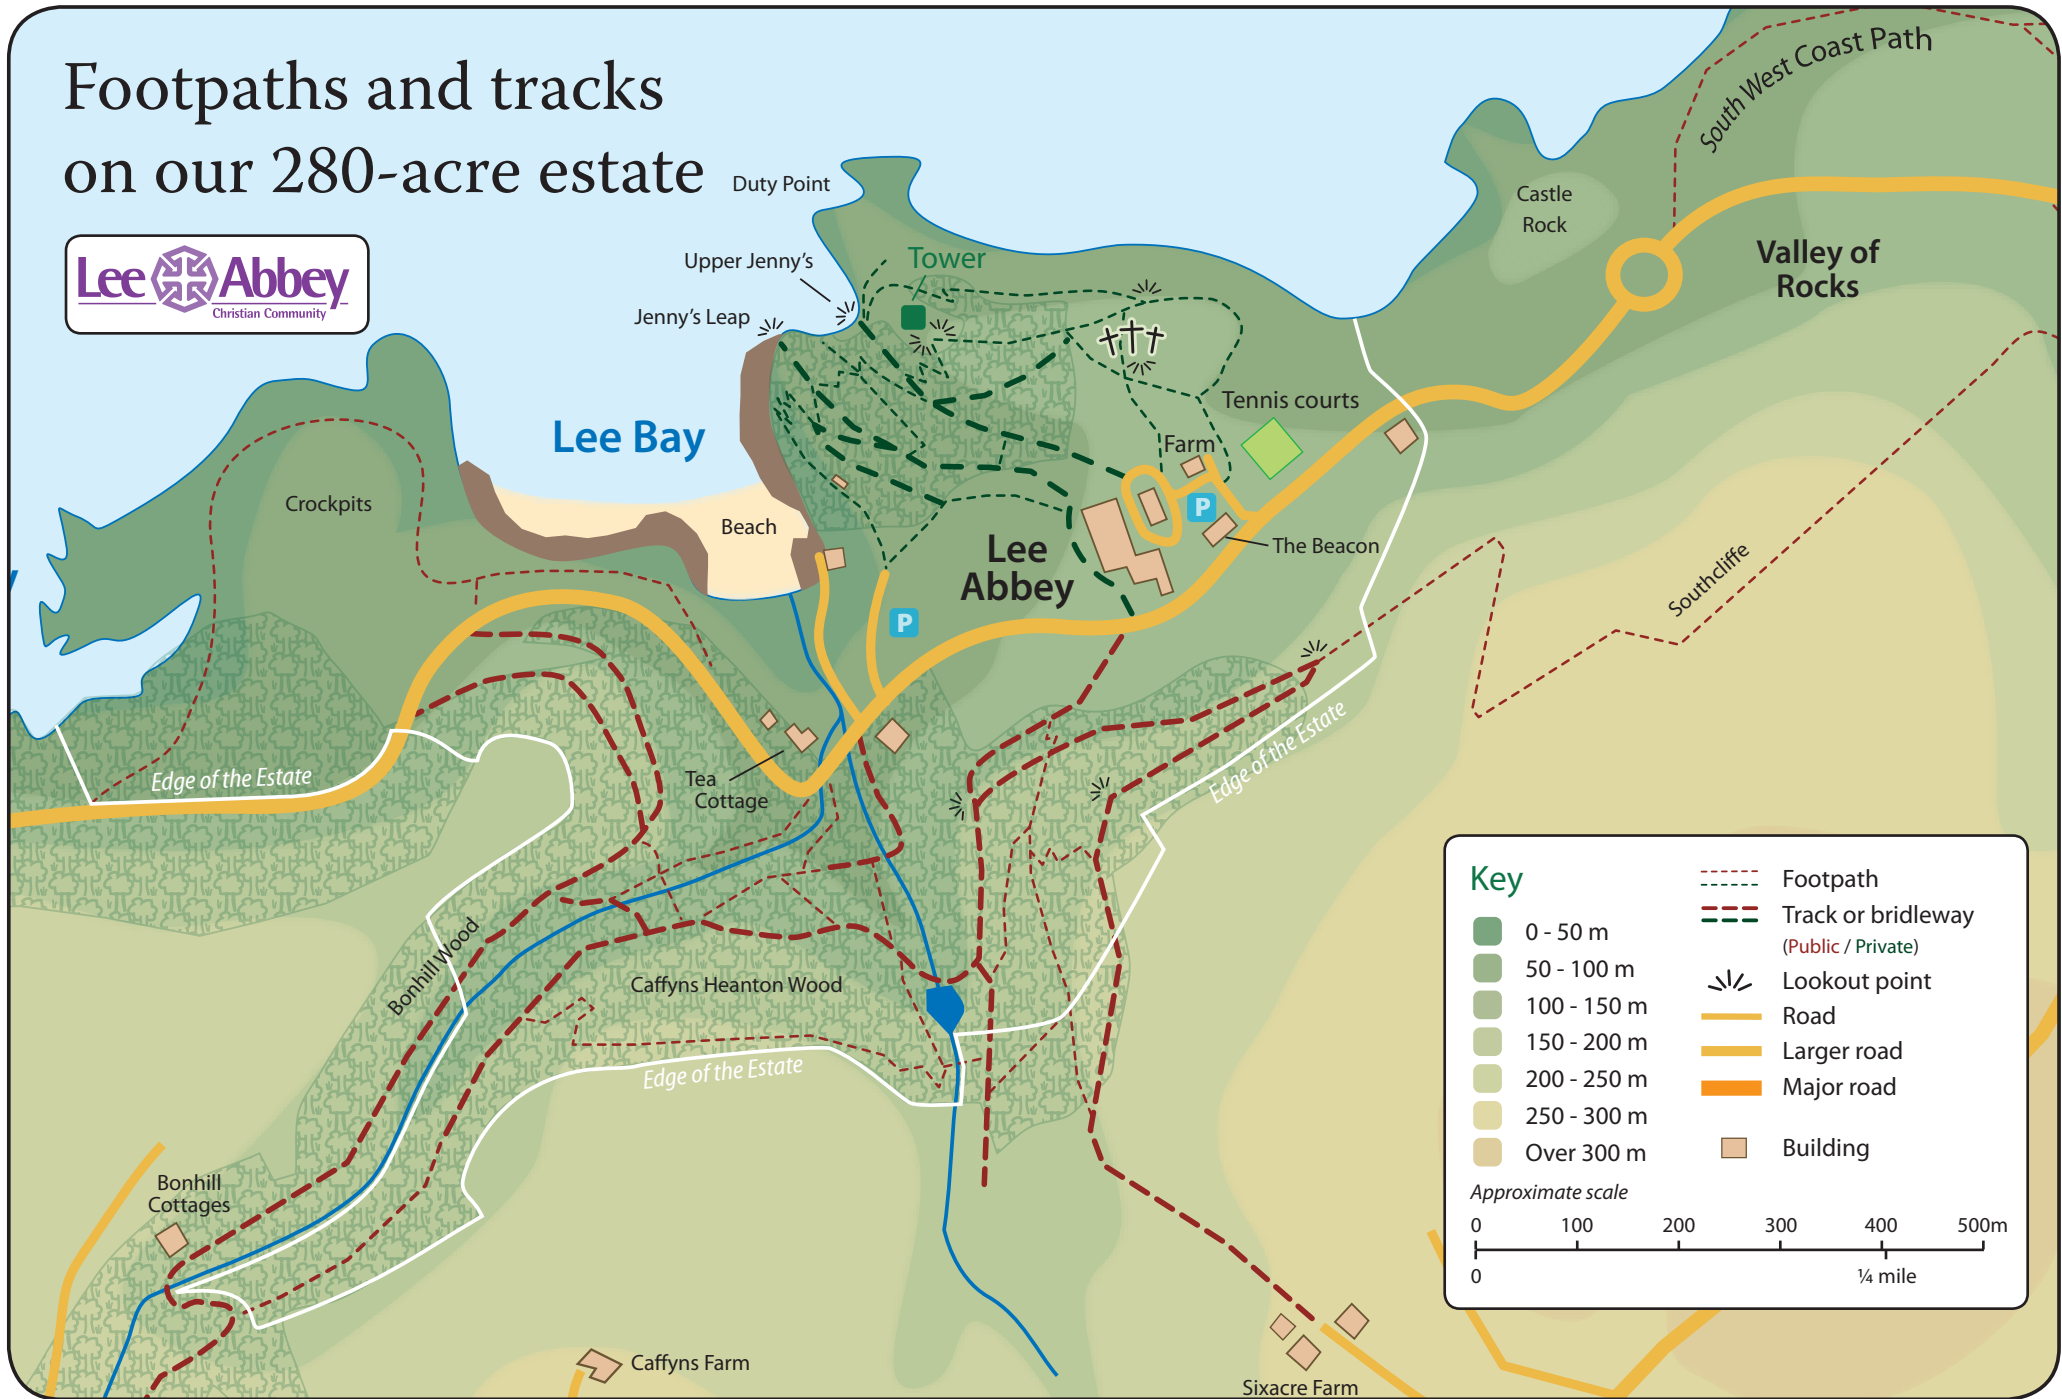 Footpaths and tracks
on our 280-acre estate
Lee Abbey
Christian Community
Duty Point
Upper Jenny's
Jenny's Leap
Tower
South West Coast Path
Castle
Rock
Valley of
Rocks
Lee Bay
Crockpits
Beach
Tennis courts
Farm
P
Lee
Abbey
The Beacon
P
Southcliffe
Edge of the Estate
Tea
Cottage
Edge of the Estate
Bonhill Wood
Caffyns Heanton Wood
Edge of the Estate
Bonhill
Cottages
Caffyns Farm
Sixacre Farm
Key
0 - 50 m
50 - 100 m
100 - 150 m
150 - 200 m
200 - 250 m
250 - 300 m
Over 300 m
Footpath
Track or bridleway
(Public / Private)
Lookout point
Road
Larger road
Major road
Building
Approximate scale
0 100 200 300 400 500m
0 ¼ mile